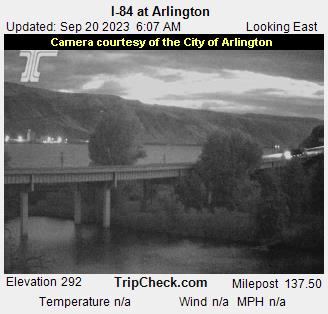 I-84 at Arlington
Updated: Sep 20 2023 6:07 AM Looking East
Camera courtesy of the City of Arlington
Elevation 292 TripCheck.com Milepost 137.50
Temperature n/a Wind n/a MPH n/a